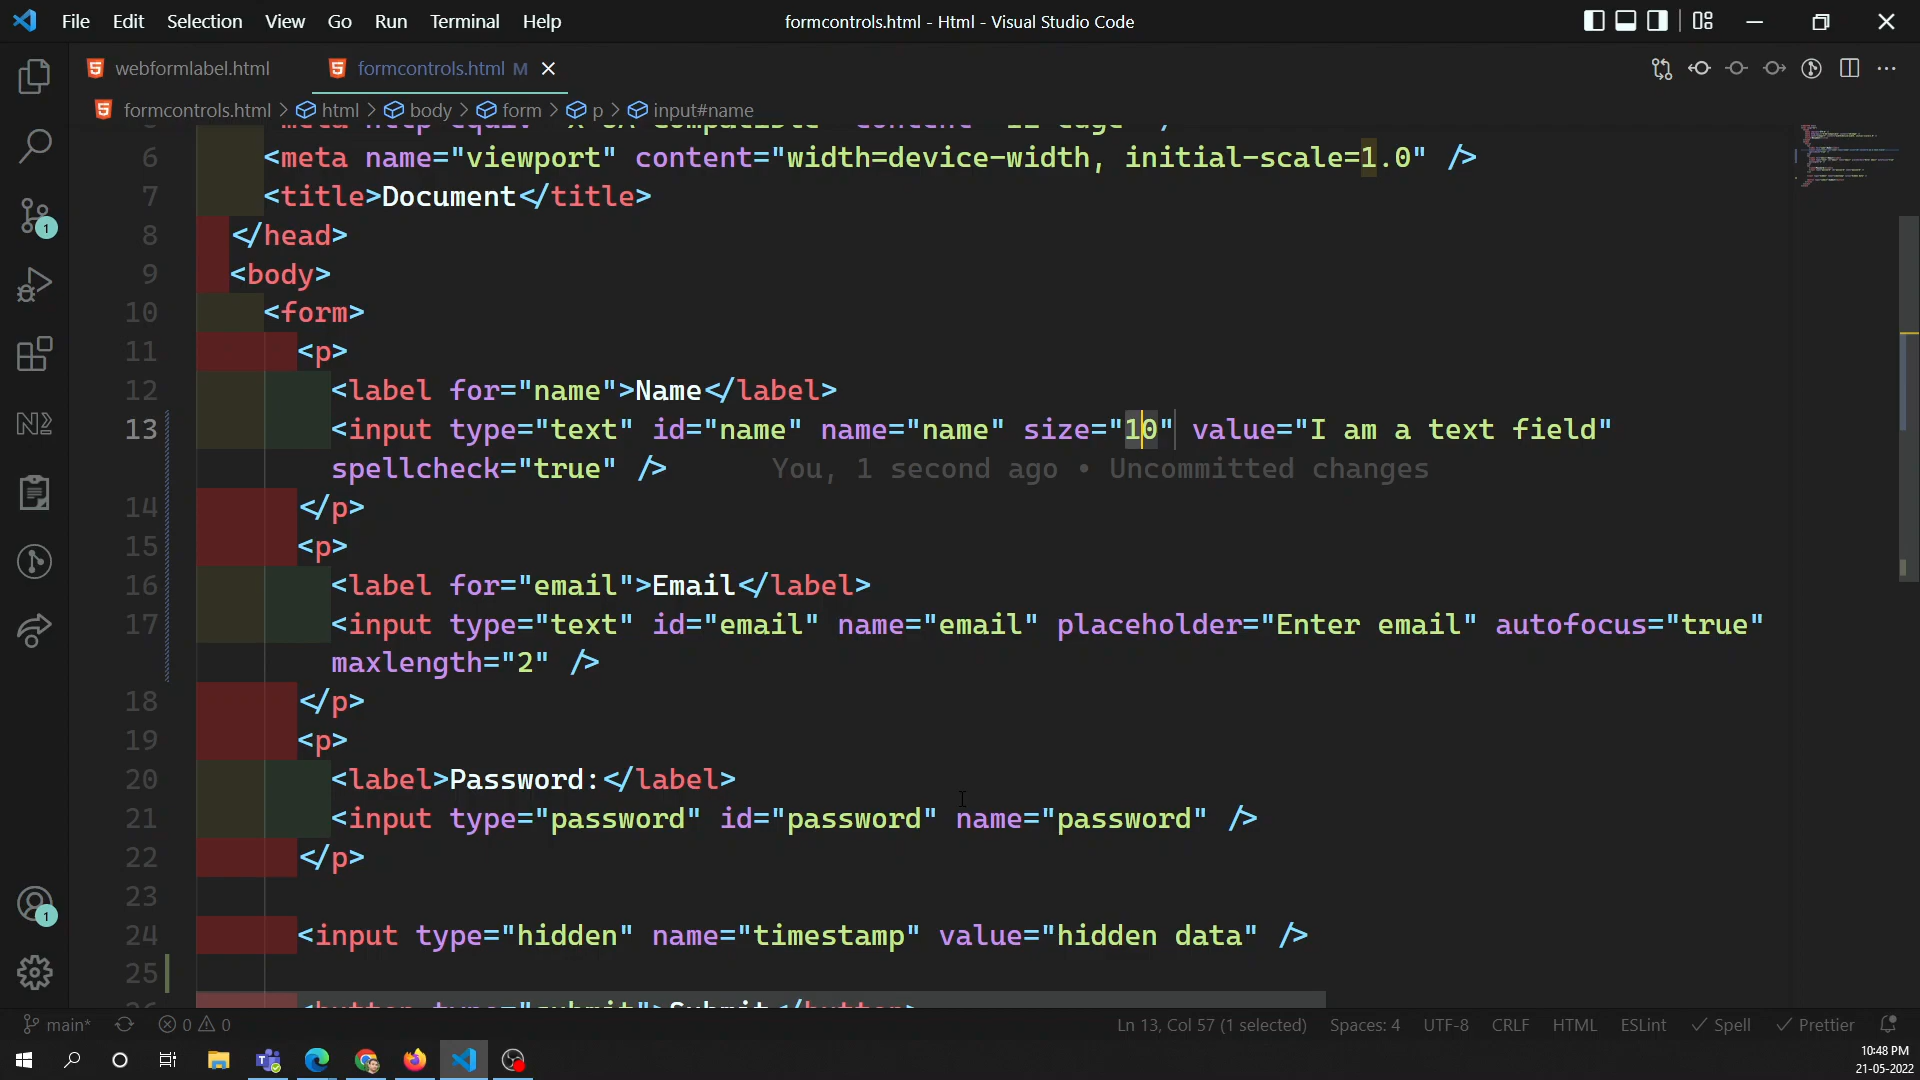 File Edit Selection View Go Run Terminal Help
formcontrols.html - Html - Visual Studio Code
webformlabel.html
formcontrols.html M
formcontrols.html > html > body > form > p > input#name
6 <meta name="viewport" content="width=device-width, initial-scale=1.0" />
7 <title>Document</title>
8 </head>
9 <body>
10 <form>
11 <p>
12 <label for="name">Name</label>
13 <input type="text" id="name" name="name" size="10" value="I am a text field"
spellcheck="true" /> You, 1 second ago • Uncommitted changes
14 </p>
15 <p>
16 <label for="email">Email</label>
17 <input type="text" id="email" name="email" placeholder="Enter email" autofocus="true"
maxlength="2" />
18 </p>
19 <p>
20 <label>Password:</label>
21 <input type="password" id="password" name="password" />
22 </p>
23
24 <input type="hidden" name="timestamp" value="hidden data" />
25
1
1
main* 0 0 Ln 13, Col 57 (1 selected) Spaces: 4 UTF-8 CRLF HTML ESLint Spell Prettier
10:48 PM
21-05-2022